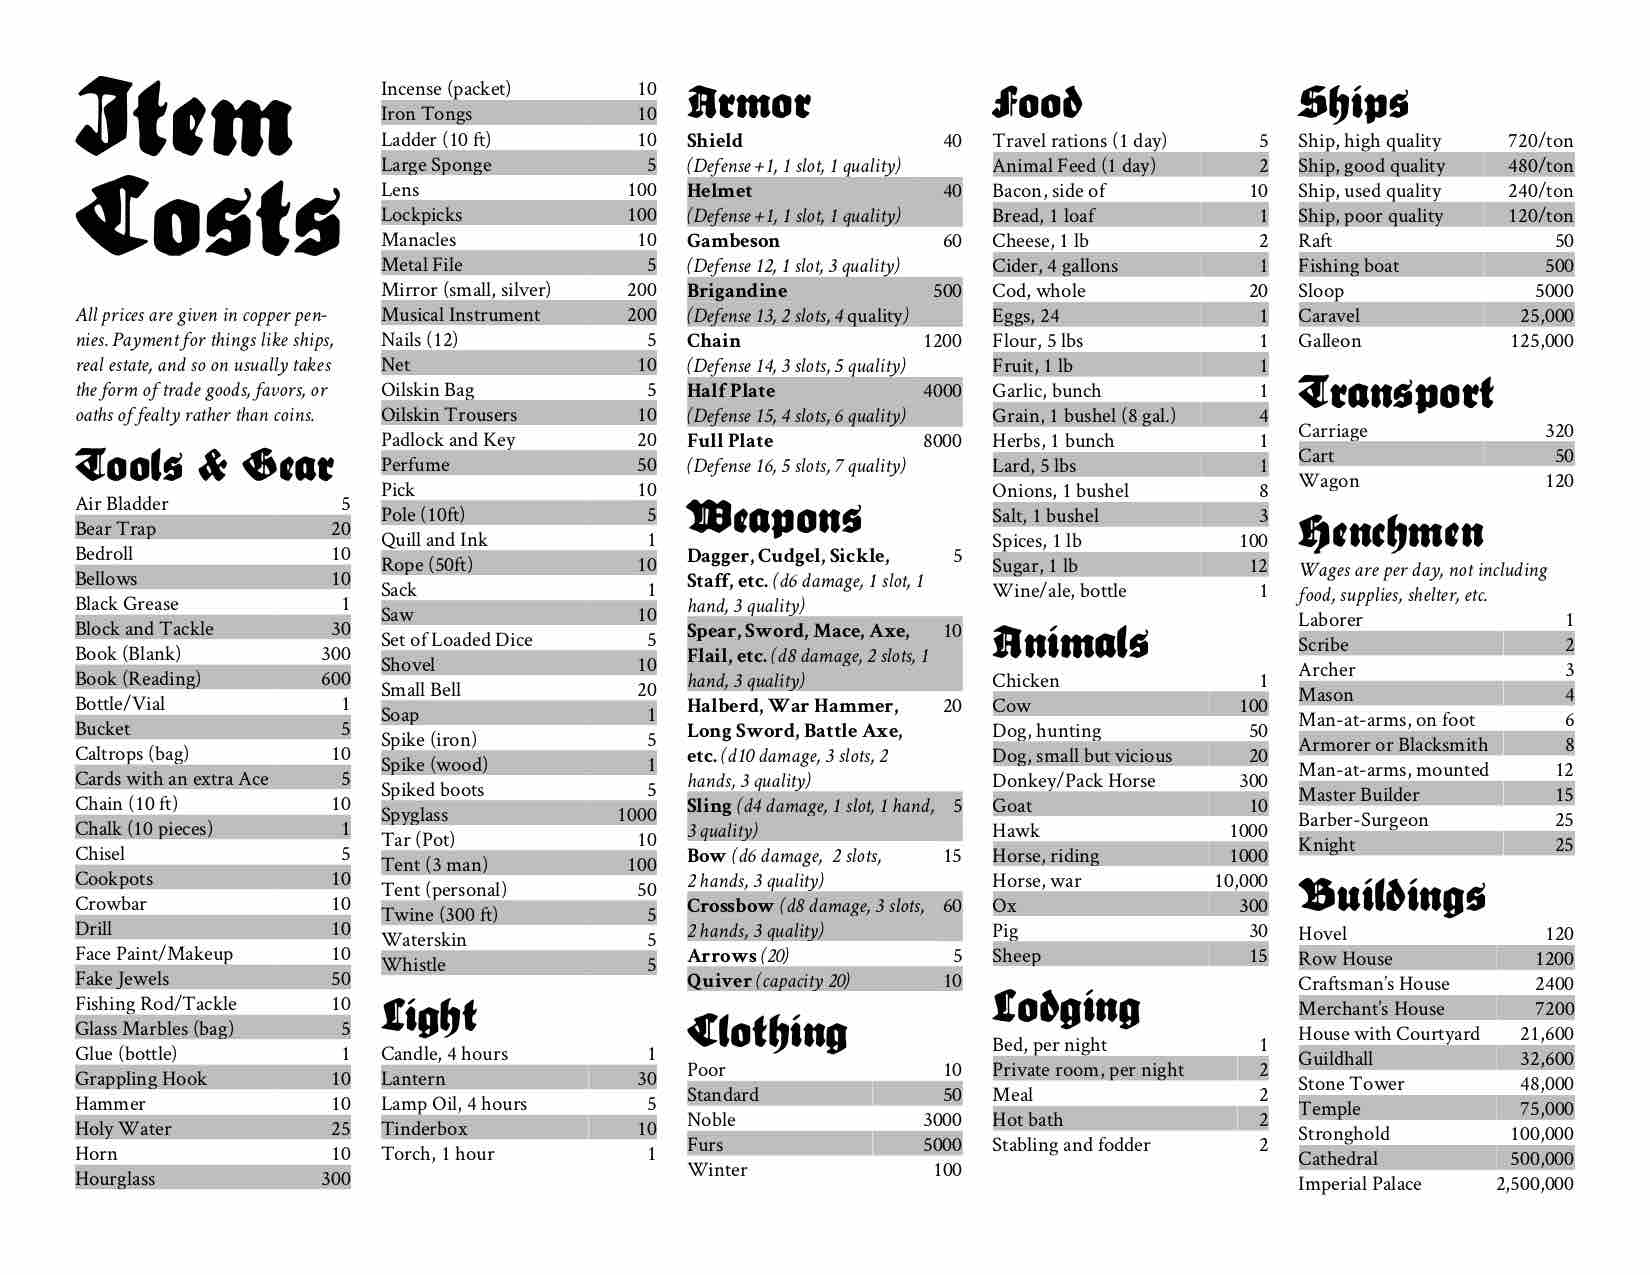 Item
Costs
All prices are given in copper pen-
nies. Payment for things like ships,
real estate, and so on usually takes
the form of trade goods, favors, or
oaths of fealty rather than coins.
Tools & Gear
Air Bladder 5
Bear Trap 20
Bedroll 10
Bellows 10
Black Grease 1
Block and Tackle 30
Book (Blank) 300
Book (Reading) 600
Bottle/Vial 1
Bucket 5
Caltrops (bag) 10
Cards with an extra Ace 5
Chain (10 ft) 10
Chalk (10 pieces) 1
Chisel 5
Cookpots 10
Crowbar 10
Drill 10
Face Paint/Makeup 10
Fake Jewels 50
Fishing Rod/Tackle 10
Glass Marbles (bag) 5
Glue (bottle) 1
Grappling Hook 10
Hammer 10
Holy Water 25
Horn 10
Hourglass 300
Incense (packet) 10
Iron Tongs 10
Ladder (10 ft) 10
Large Sponge 5
Lens 100
Lockpicks 100
Manacles 10
Metal File 5
Mirror (small, silver) 200
Musical Instrument 200
Nails (12) 5
Net 10
Oilskin Bag 5
Oilskin Trousers 10
Padlock and Key 20
Perfume 50
Pick 10
Pole (10ft) 5
Quill and Ink 1
Rope (50ft) 10
Sack 1
Saw 10
Set of Loaded Dice 5
Shovel 10
Small Bell 20
Soap 1
Spike (iron) 5
Spike (wood) 1
Spiked boots 5
Spyglass 1000
Tar (Pot) 10
Tent (3 man) 100
Tent (personal) 50
Twine (300 ft) 5
Waterskin 5
Whistle 5
Light
Candle, 4 hours 1
Lantern 30
Lamp Oil, 4 hours 5
Tinderbox 10
Torch, 1 hour 1
Armor
Shield 40
(Defense +1, 1 slot, 1 quality)
Helmet 40
(Defense +1, 1 slot, 1 quality)
Gambeson 60
(Defense 12, 1 slot, 3 quality)
Brigandine 500
(Defense 13, 2 slots, 4 quality)
Chain 1200
(Defense 14, 3 slots, 5 quality)
Half Plate 4000
(Defense 15, 4 slots, 6 quality)
Full Plate 8000
(Defense 16, 5 slots, 7 quality)
Weapons
Dagger, Cudgel, Sickle, 5
Staff, etc. (d6 damage, 1 slot, 1
hand, 3 quality)
Spear, Sword, Mace, Axe, 10
Flail, etc. (d8 damage, 2 slots, 1
hand, 3 quality)
Halberd, War Hammer, 20
Long Sword, Battle Axe,
etc. (d10 damage, 3 slots, 2
hands, 3 quality)
Sling (d4 damage, 1 slot, 1 hand, 5
3 quality)
Bow (d6 damage, 2 slots, 15
2 hands, 3 quality)
Crossbow (d8 damage, 3 slots, 60
2 hands, 3 quality)
Arrows (20) 5
Quiver (capacity 20) 10
Clothing
Poor 10
Standard 50
Noble 3000
Furs 5000
Winter 100
Food
Travel rations (1 day) 5
Animal Feed (1 day) 2
Bacon, side of 10
Bread, 1 loaf 1
Cheese, 1 lb 2
Cider, 4 gallons 1
Cod, whole 20
Eggs, 24 1
Flour, 5 lbs 1
Fruit, 1 lb 1
Garlic, bunch 1
Grain, 1 bushel (8 gal.) 4
Herbs, 1 bunch 1
Lard, 5 lbs 1
Onions, 1 bushel 8
Salt, 1 bushel 3
Spices, 1 lb 100
Sugar, 1 lb 12
Wine/ale, bottle 1
Animals
Chicken 1
Cow 100
Dog, hunting 50
Dog, small but vicious 20
Donkey/Pack Horse 300
Goat 10
Hawk 1000
Horse, riding 1000
Horse, war 10,000
Ox 300
Pig 30
Sheep 15
Lodging
Bed, per night 1
Private room, per night 2
Meal 2
Hot bath 2
Stabling and fodder 2
Ships
Ship, high quality 720/ton
Ship, good quality 480/ton
Ship, used quality 240/ton
Ship, poor quality 120/ton
Raft 50
Fishing boat 500
Sloop 5000
Caravel 25,000
Galleon 125,000
Transport
Carriage 320
Cart 50
Wagon 120
Henchmen
Wages are per day, not including
food, supplies, shelter, etc.
Laborer 1
Scribe 2
Archer 3
Mason 4
Man-at-arms, on foot 6
Armorer or Blacksmith 8
Man-at-arms, mounted 12
Master Builder 15
Barber-Surgeon 25
Knight 25
Buildings
Hovel 120
Row House 1200
Craftsman's House 2400
Merchant's House 7200
House with Courtyard 21,600
Guildhall 32,600
Stone Tower 48,000
Temple 75,000
Stronghold 100,000
Cathedral 500,000
Imperial Palace 2,500,000